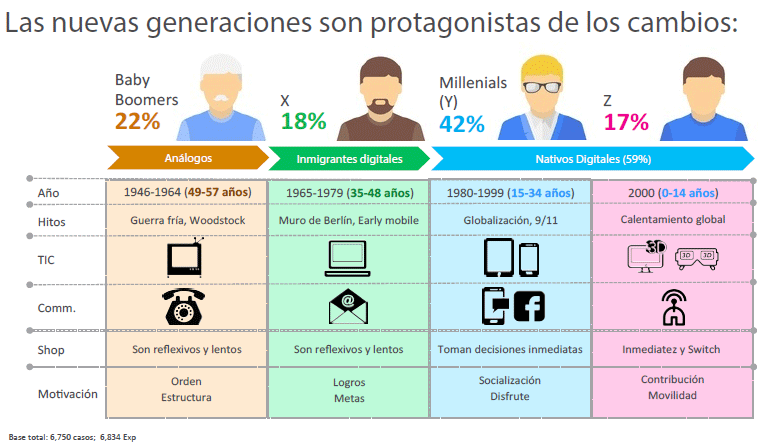 Las nuevas generaciones son protagonistas de los cambios:
Baby
Boomers
22%
X
18%
Millenials
(Y)
42%
Z
17%
Análogos
Inmigrantes digitales
Nativos Digitales (59%)
Año
1946-1964 (49-57 años)
1965-1979 (35-48 años)
1980-1999 (15-34 años)
2000 (0-14 años)
Hitos
Guerra fría, Woodstock
Muro de Berlín, Early mobile
Globalización, 9/11
Calentamiento global
TIC
3D
3D 3D
Comm.
@
f
Shop
Son reflexivos y lentos
Son reflexivos y lentos
Toman decisiones inmediatas
Inmediatez y Switch
Motivación
Orden
Estructura
Logros
Metas
Socialización
Disfrute
Contribución
Movilidad
Base total: 6,750 casos; 6,834 Exp